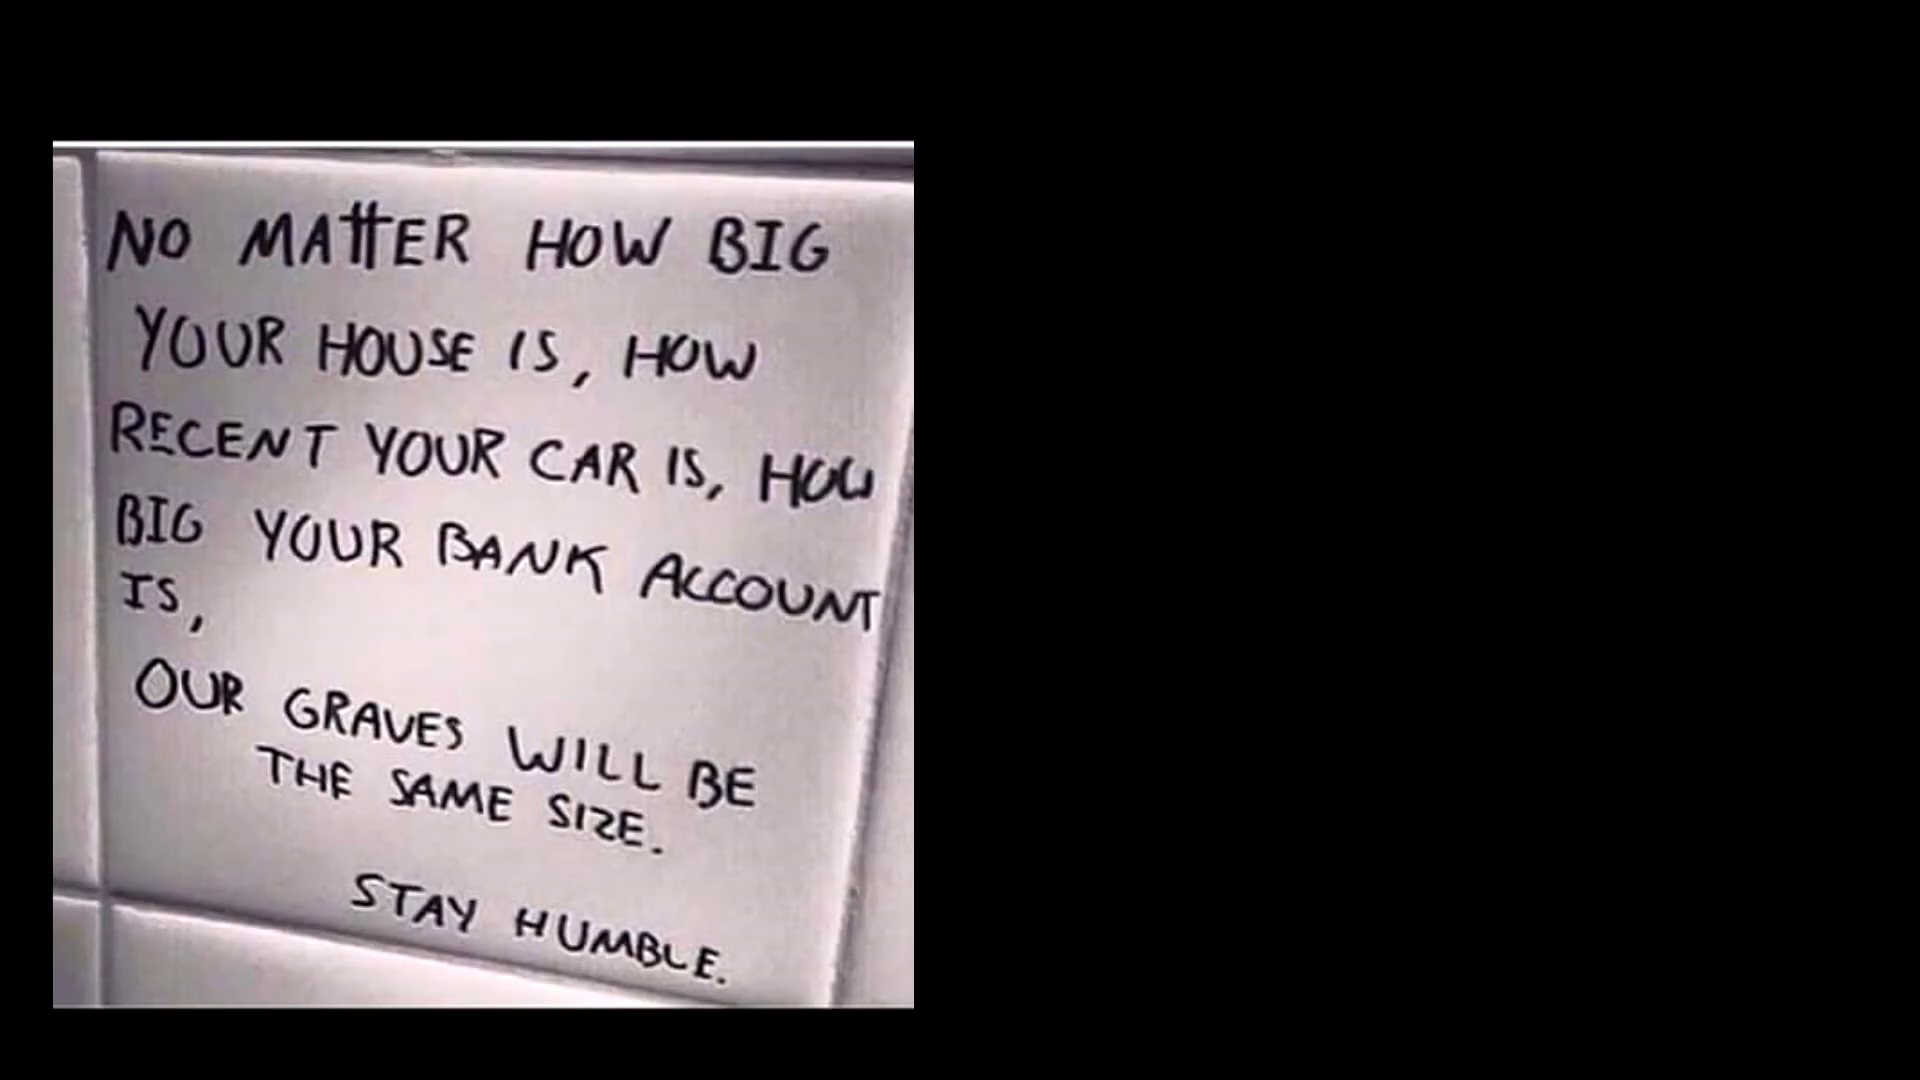 NO MATTER HOW BIG
YOUR HOUSE IS, HOW
RECENT YOUR CAR IS, HOW
BIG YOUR BANK ACCOUNT
IS,
OUR GRAVES WILL BE
THE SAME SIZE.
STAY HUMBLE.